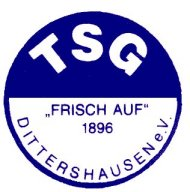 TSG
„FRISCH AUF"
1896
DITTERSHAUSEN e.V.